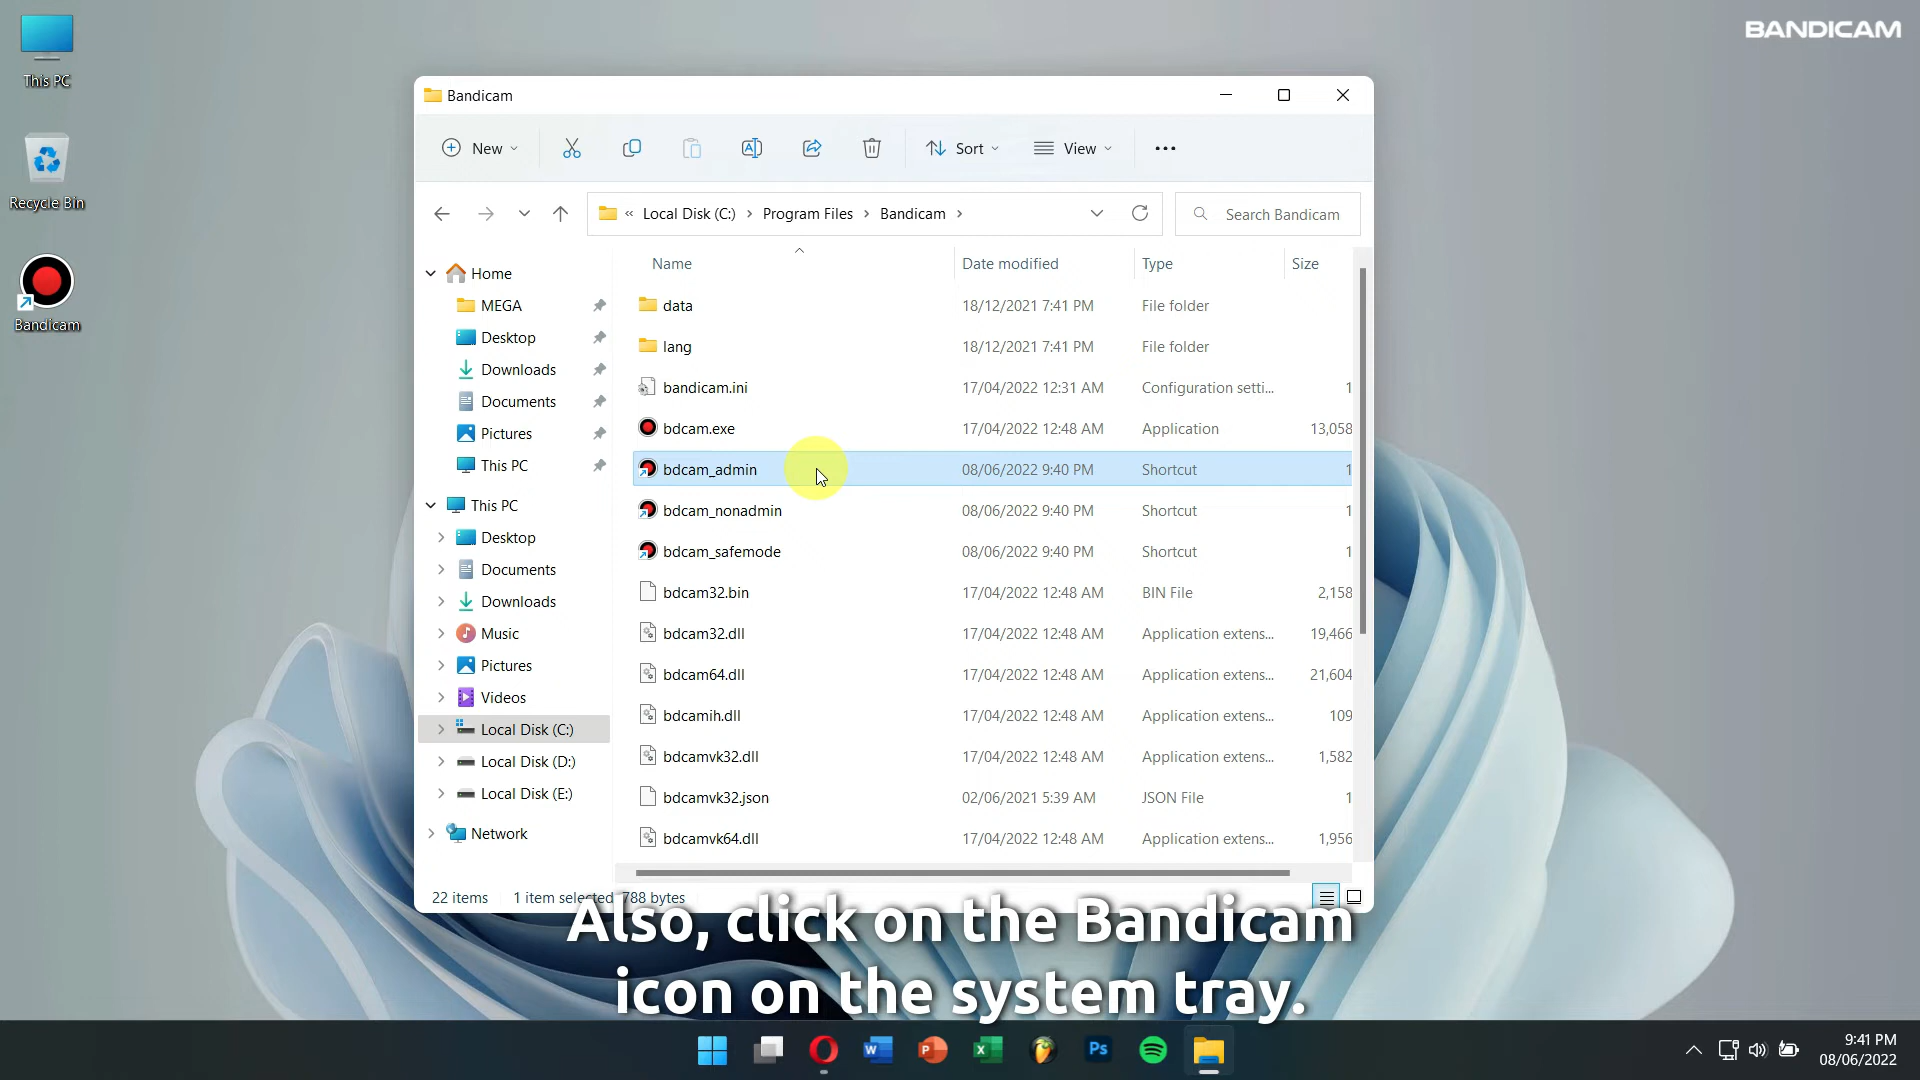 BANDICAM
This PC
Recycle Bin
Bandicam
Bandicam
New
Sort
View
« Local Disk (C:) > Program Files > Bandicam >
Search Bandicam
Home
MEGA
Desktop
Downloads
Documents
Pictures
This PC
This PC
Desktop
Documents
Downloads
Music
Pictures
Videos
Local Disk (C:)
Local Disk (D:)
Local Disk (E:)
Network
Name Date modified Type Size
data 18/12/2021 7:41 PM File folder
lang 18/12/2021 7:41 PM File folder
bandicam.ini 17/04/2022 12:31 AM Configuration setti... 1
bdcam.exe 17/04/2022 12:48 AM Application 13,058
bdcam_admin 08/06/2022 9:40 PM Shortcut 1
bdcam_nonadmin 08/06/2022 9:40 PM Shortcut 1
bdcam_safemode 08/06/2022 9:40 PM Shortcut 1
bdcam32.bin 17/04/2022 12:48 AM BIN File 2,158
bdcam32.dll 17/04/2022 12:48 AM Application extens... 19,466
bdcam64.dll 17/04/2022 12:48 AM Application extens... 21,604
bdcamih.dll 17/04/2022 12:48 AM Application extens... 109
bdcamvk32.dll 17/04/2022 12:48 AM Application extens... 1,582
bdcamvk32.json 02/06/2021 5:39 AM JSON File 1
bdcamvk64.dll 17/04/2022 12:48 AM Application extens... 1,956
22 items 1 item selected 788 bytes
Also, click on the Bandicam
icon on the system tray.
Ps
9:41 PM
08/06/2022